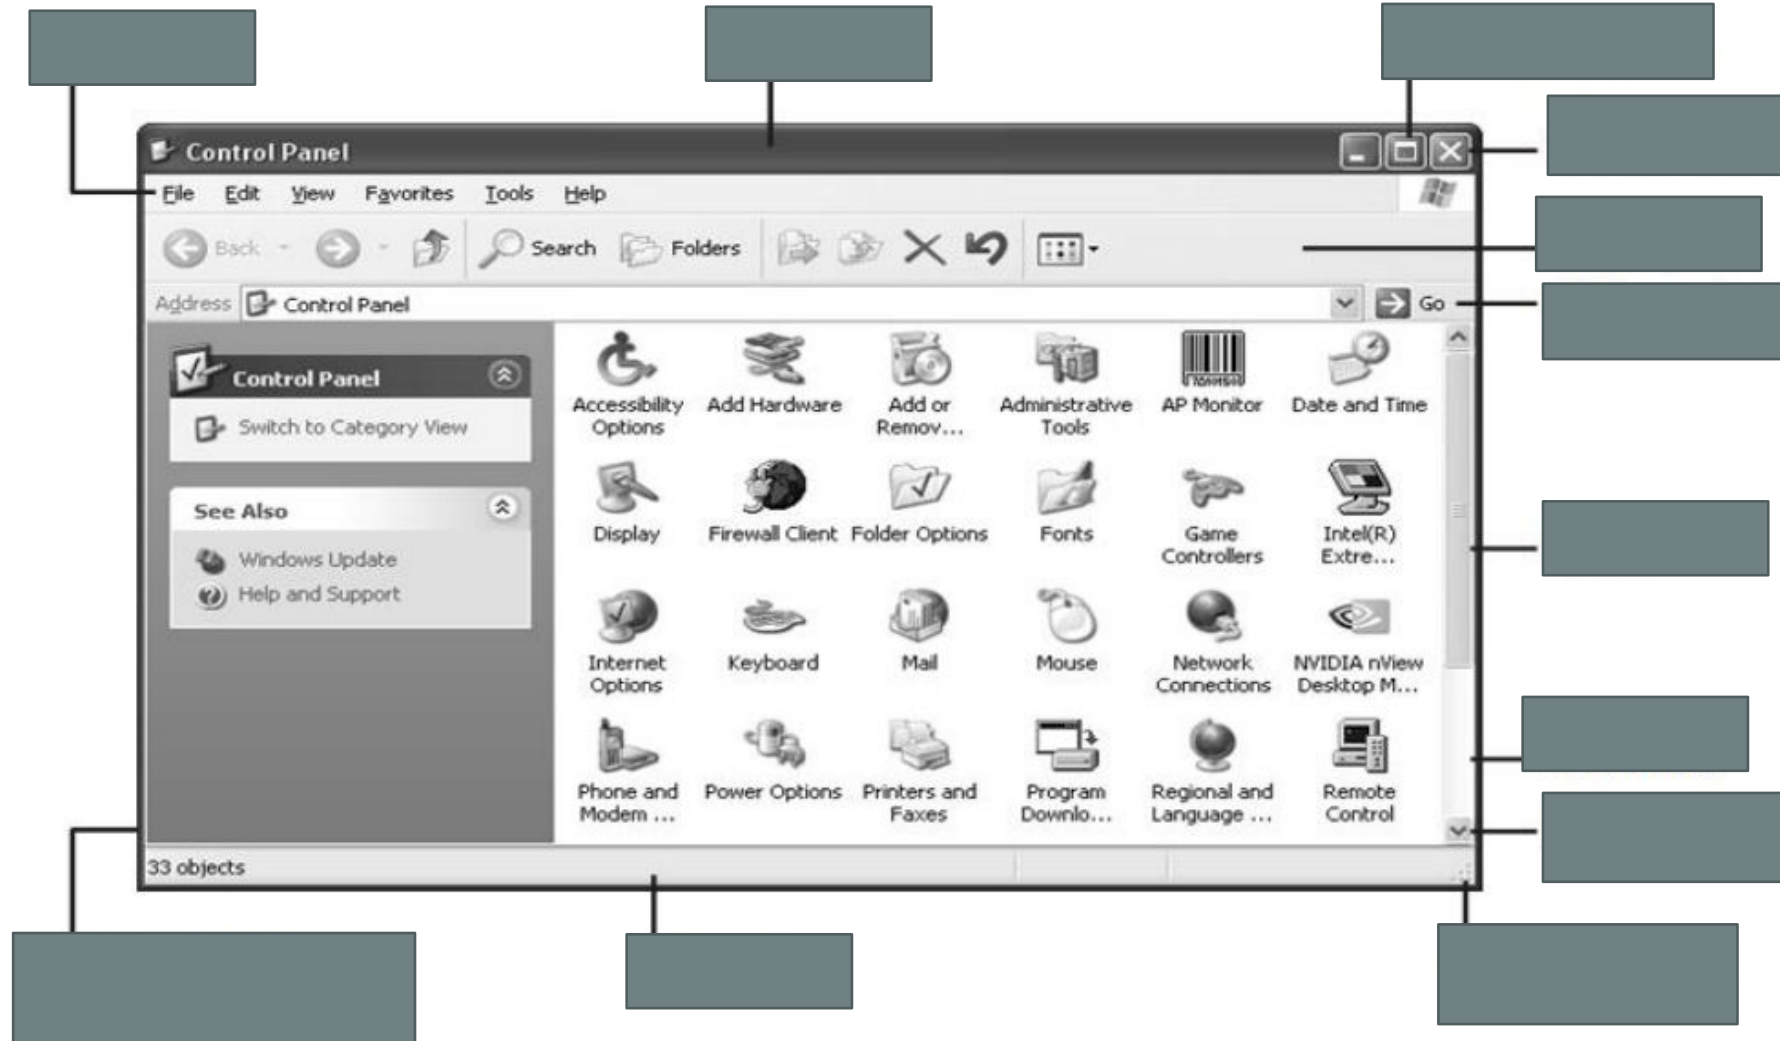 Control Panel
File Edit View Favorites Tools Help
Back Search Folders
Address Control Panel Go
Control Panel
Switch to Category View
See Also
Windows Update
Help and Support
Accessibility Options
Add Hardware
Add or Remov...
Administrative Tools
AP Monitor
Date and Time
Display
Firewall Client
Folder Options
Fonts
Game Controllers
Intel(R) Extre...
Internet Options
Keyboard
Mail
Mouse
Network Connections
NVIDIA nView Desktop M...
Phone and Modem ...
Power Options
Printers and Faxes
Program Downlo...
Regional and Language ...
Remote Control
33 objects